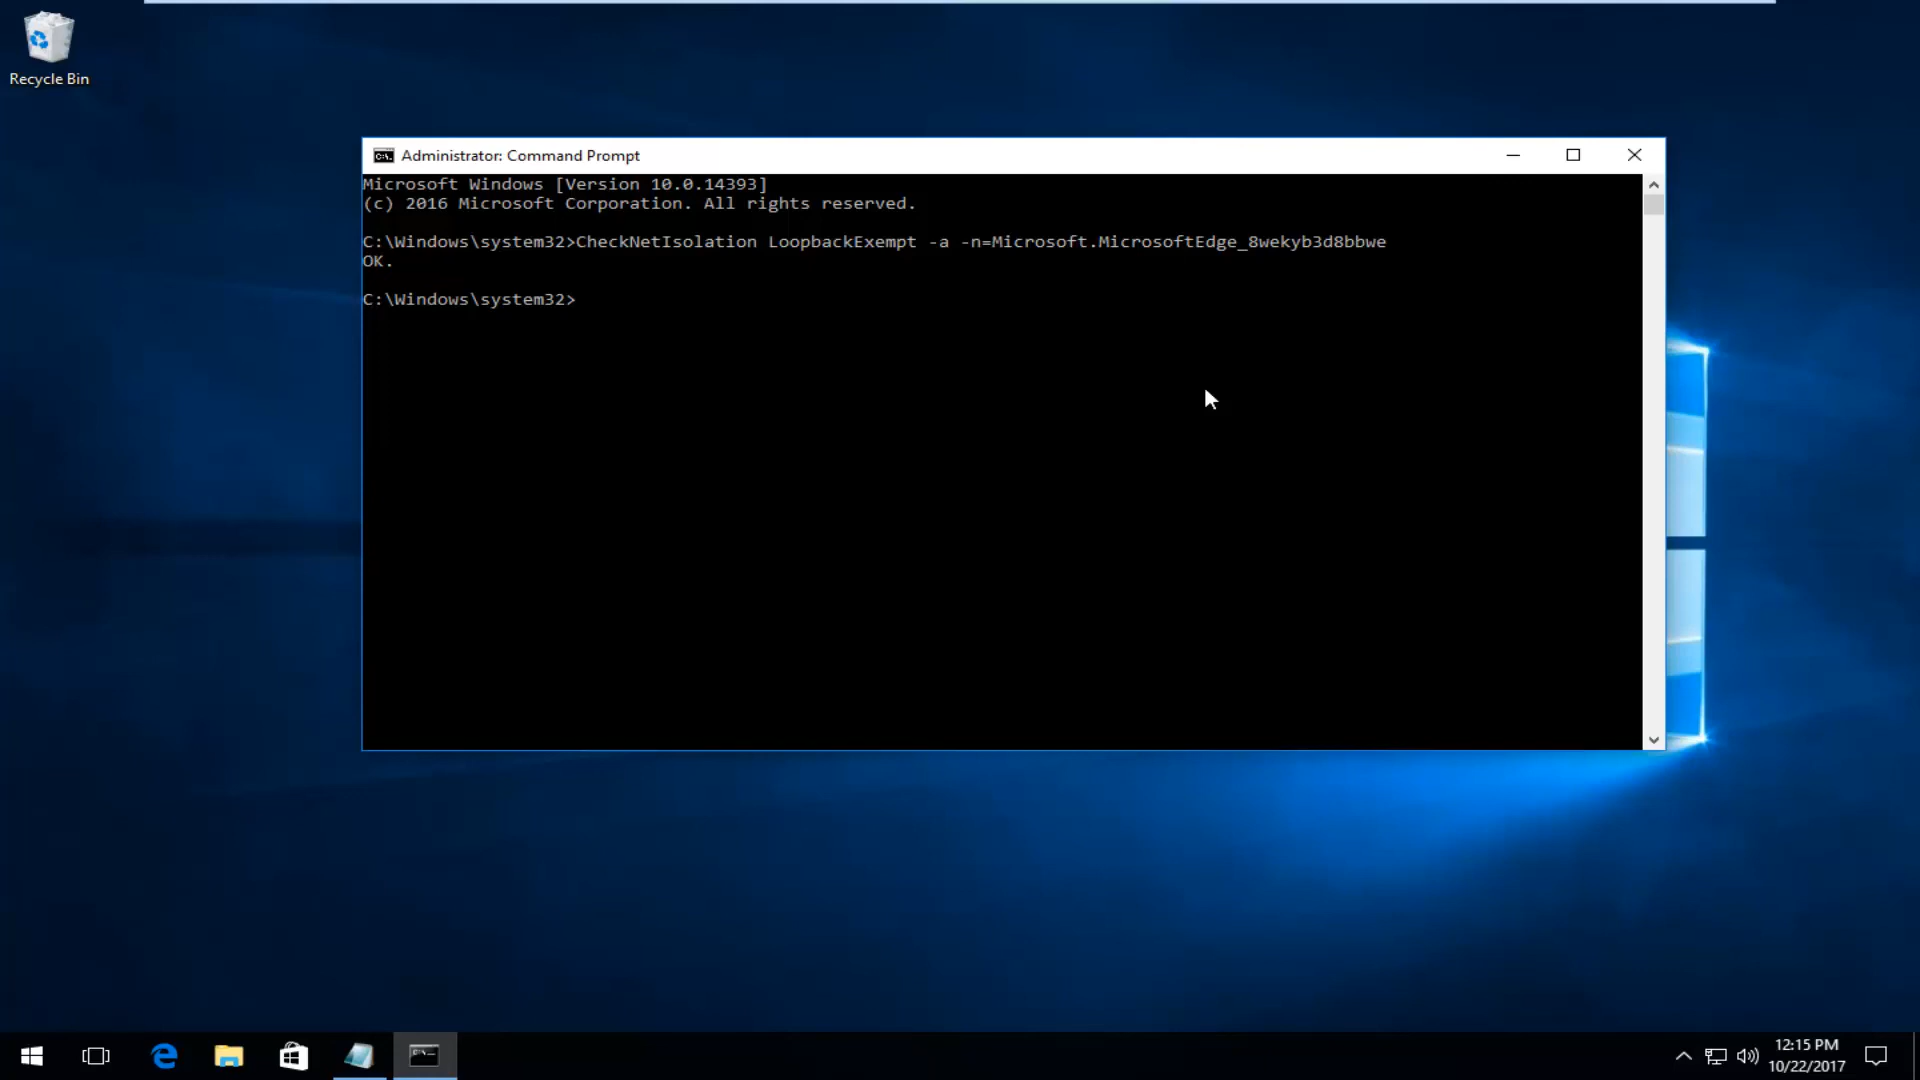 Recycle Bin
Administrator: Command Prompt
Microsoft Windows [Version 10.0.14393]
(c) 2016 Microsoft Corporation. All rights reserved.
C:\Windows\system32>CheckNetIsolation LoopbackExempt -a -n=Microsoft.MicrosoftEdge_8wekyb3d8bbwe
OK.
C:\Windows\system32>
12:15 PM
10/22/2017